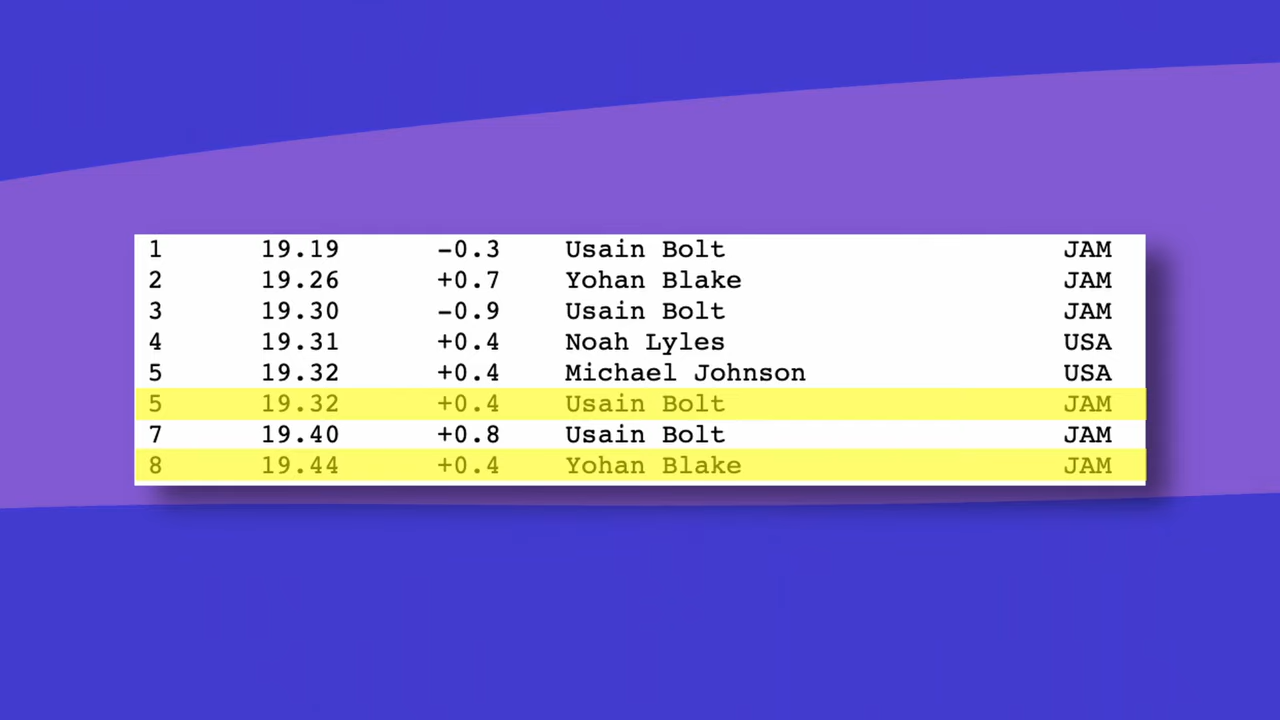 1 19.19 -0.3 Usain Bolt JAM
2 19.26 +0.7 Yohan Blake JAM
3 19.30 -0.9 Usain Bolt JAM
4 19.31 +0.4 Noah Lyles USA
5 19.32 +0.4 Michael Johnson USA
5 19.32 +0.4 Usain Bolt JAM
7 19.40 +0.8 Usain Bolt JAM
8 19.44 +0.4 Yohan Blake JAM